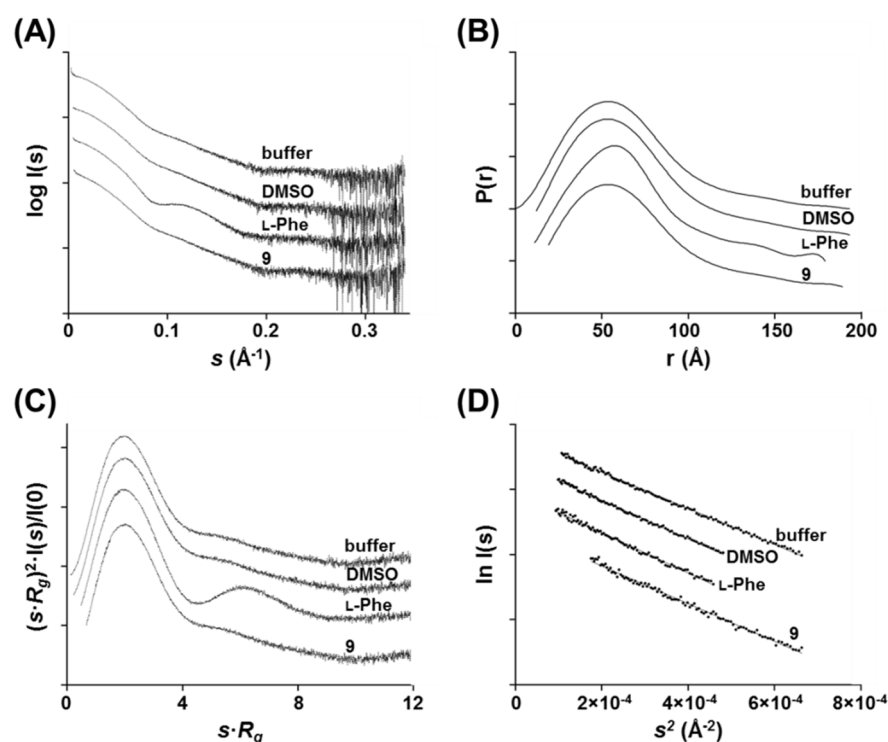 (A)
log I(s)
buffer
DMSO
L-Phe
9
0 0.1 0.2 0.3
s (Å-1)
(B)
P(r)
buffer
DMSO
L-Phe
9
0 50 100 150 200
r (Å)
(C)
(s·Rg)2·I(s)/I(0)
buffer
DMSO
L-Phe
9
0 4 8 12
s·Rg
(D)
ln I(s)
buffer
DMSO
L-Phe
9
0 2×10-4 4×10-4 6×10-4 8×10-4
s2 (Å-2)